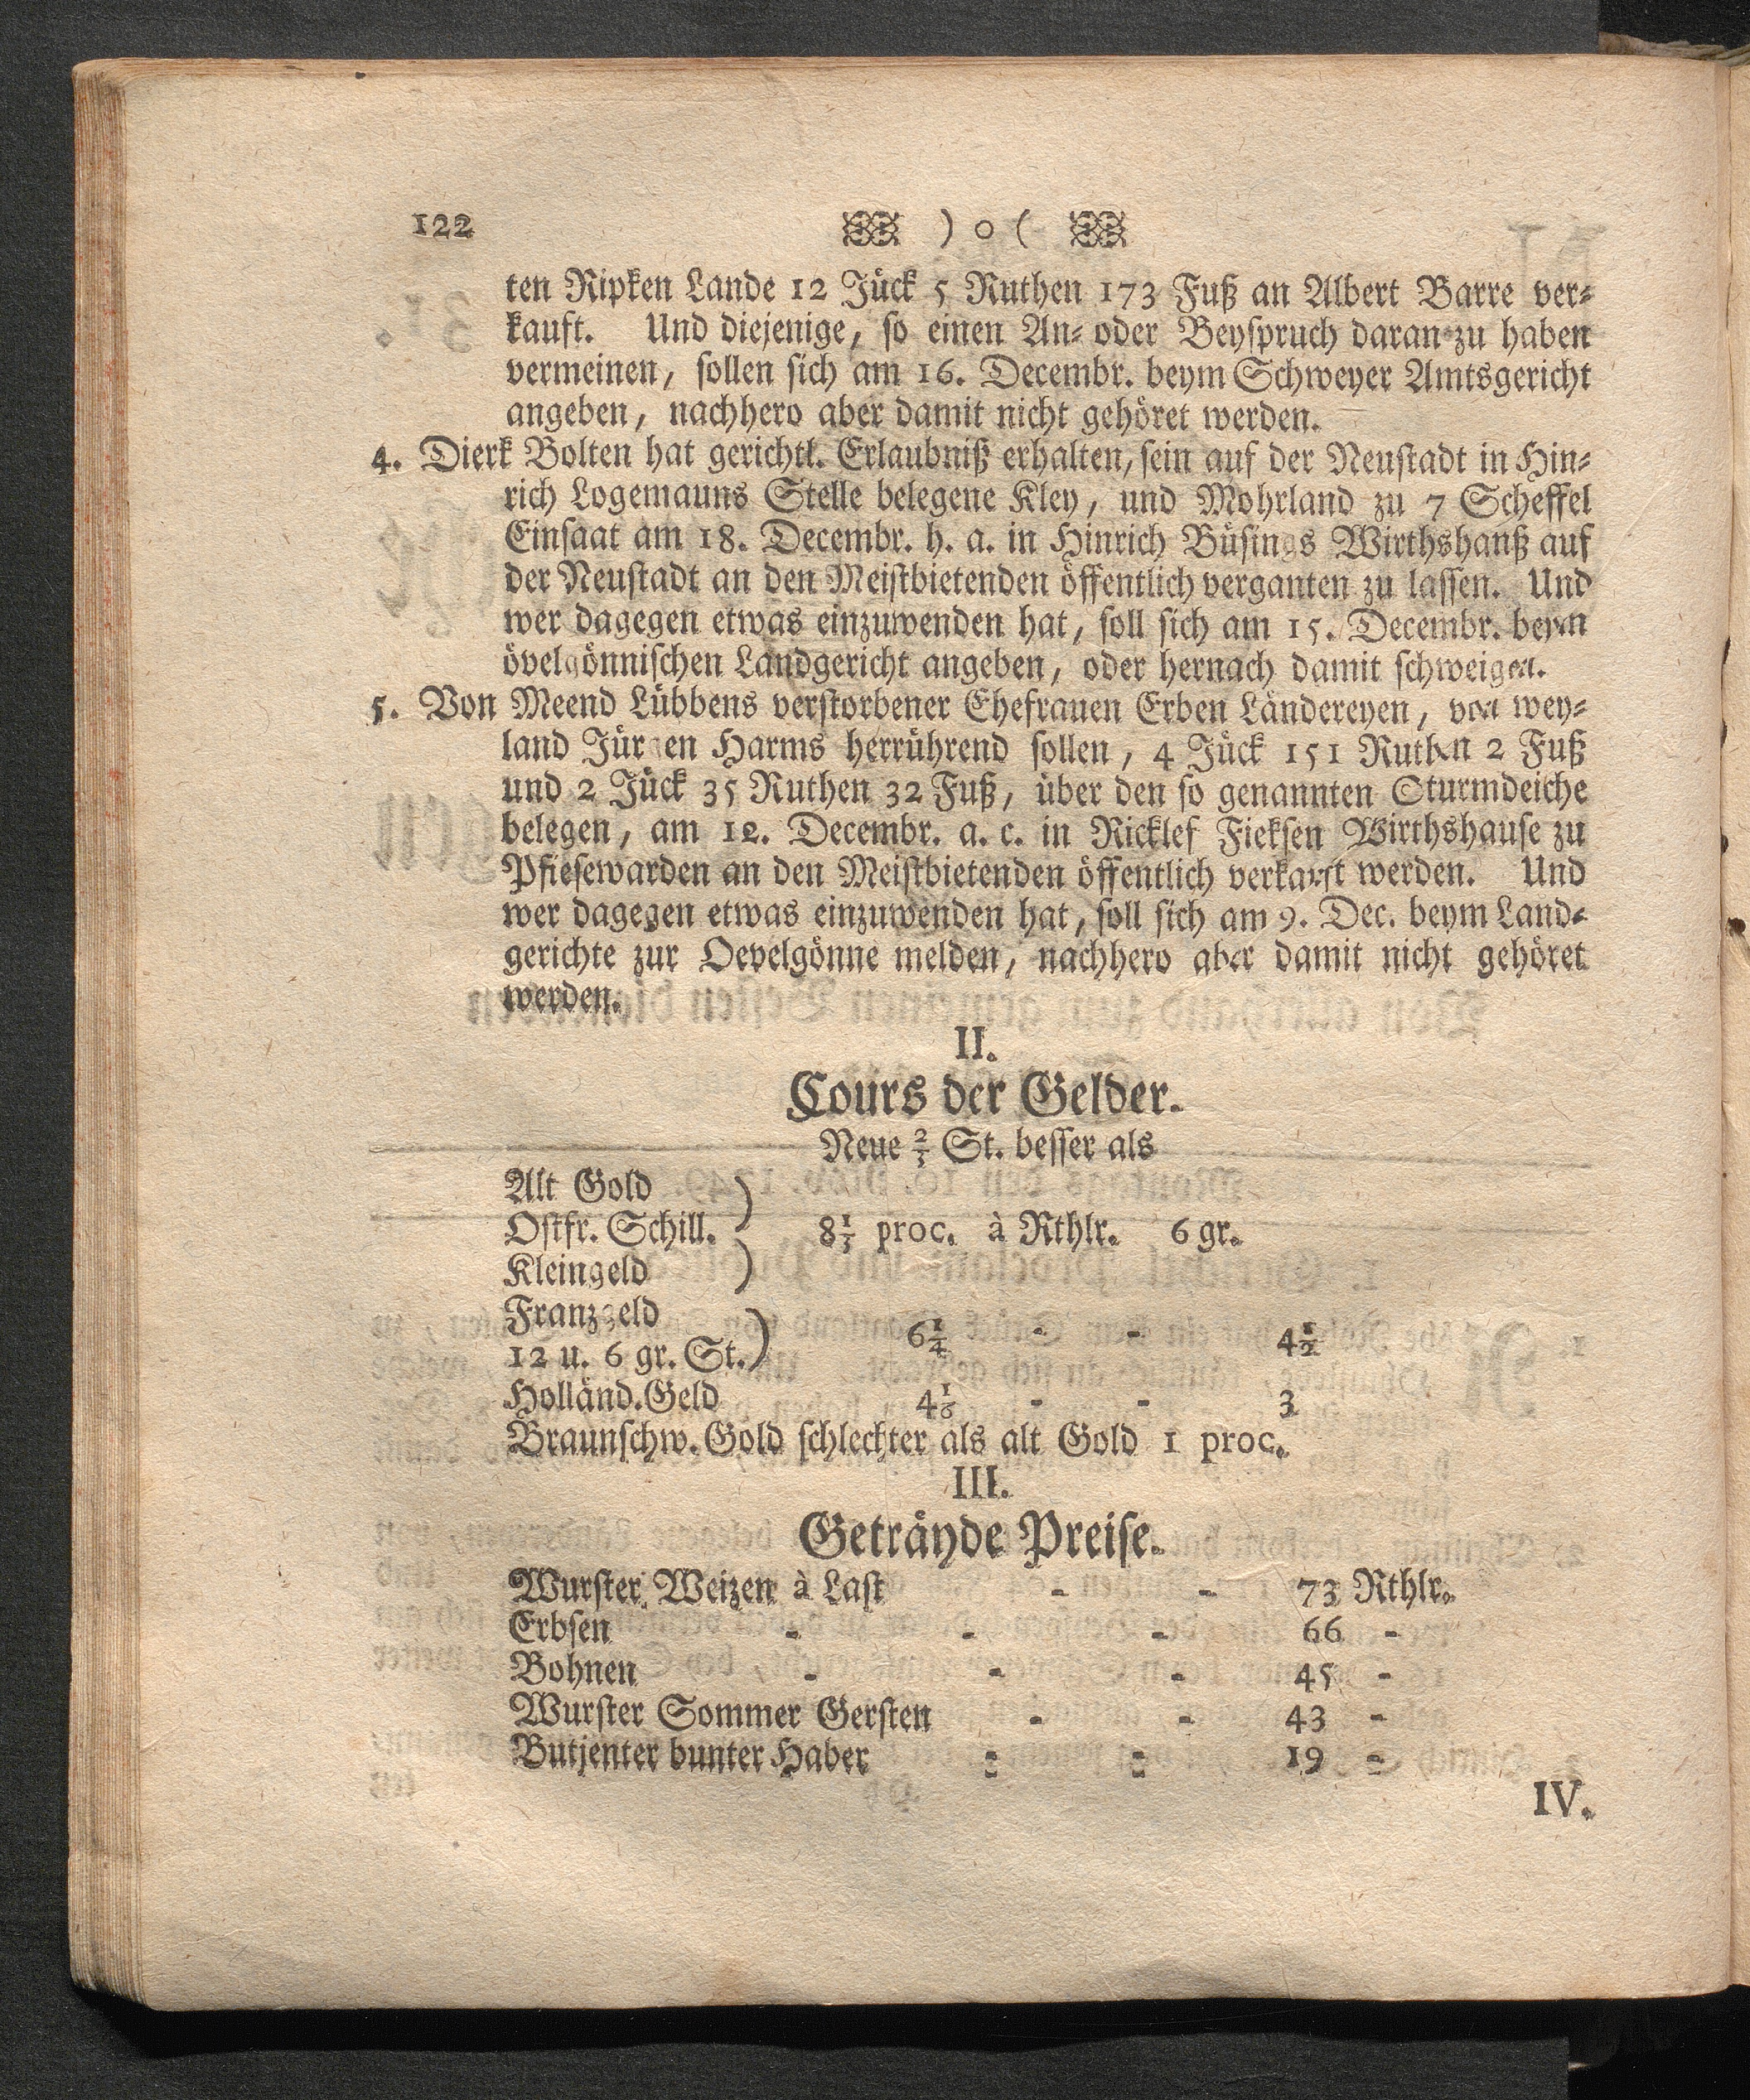 122 ) o (
ten Ripken Lande 12 Jück 5 Ruthen 173 Fuß an Albert Barre ver-
kauft. Und diejenige, so einen An- oder Beyspruch daran zu haben
vermeinen, sollen sich am 16. Decembr. beym Schweyer Amtsgericht
angeben, nachhero aber damit nicht gehöret werden.
4. Dierk Bolten hat gerichtl. Erlaubniß erhalten, sein auf der Neustadt in Hin-
rich Logemauns Stelle belegene Kley, und Mohrland zu 7 Scheffel
Einsaat am 18. Decembr. h. a. in Hinrich Büsings Wirthshanß auf
der Neustadt an den Meistbietenden öffentlich verganten zu lassen. Und
wer dagegen etwas einzuwenden hat, soll sich am 15. Decembr. beym
övelgönnischen Landgericht angeben, oder hernach damit schweigen.
5. Von Meend Lübbens verstorbener Ehefrauen Erben Ländereyen, von wey-
land Jürgen Harms herrührend sollen, 4 Jück 151 Ruthen 2 Fuß
und 2 Jück 35 Ruthen 32 Fuß, über den so genannten Sturmdeiche
belegen, am 12. Decembr. a. c. in Ricklef Fieksen Wirthshause zu
Pfiesewarden an den Meistbietenden öffentlich verkauft werden. Und
wer dagegen etwas einzuwenden hat, soll sich am 9. Dec. beym Land-
gerichte zur Oevelgönne melden, nachhero aber damit nicht gehöret
werden.
II.
Cours der Gelder.
Neue 2/3 St. besser als
Alt Gold )
Ostfr. Schill. 8 1/3 proc. à Rthlr. 6 gr.
Kleingeld )
Franzgeld
12 u. 6 gr. St. ) 6 1/4 - - 4 1/2
Holländ. Geld 4 1/6 - - 3
Braunschw. Gold schlechter als alt Gold 1 proc.
III.
Getrände Preise.
Wurster Weizen à Last - - 73 Rthlr.
Erbsen - - - 66 -
Bohnen - - - 45 -
Wurster Sommer Gersten - - 43 -
Butjenter bunter Haber - - 19 -
IV.